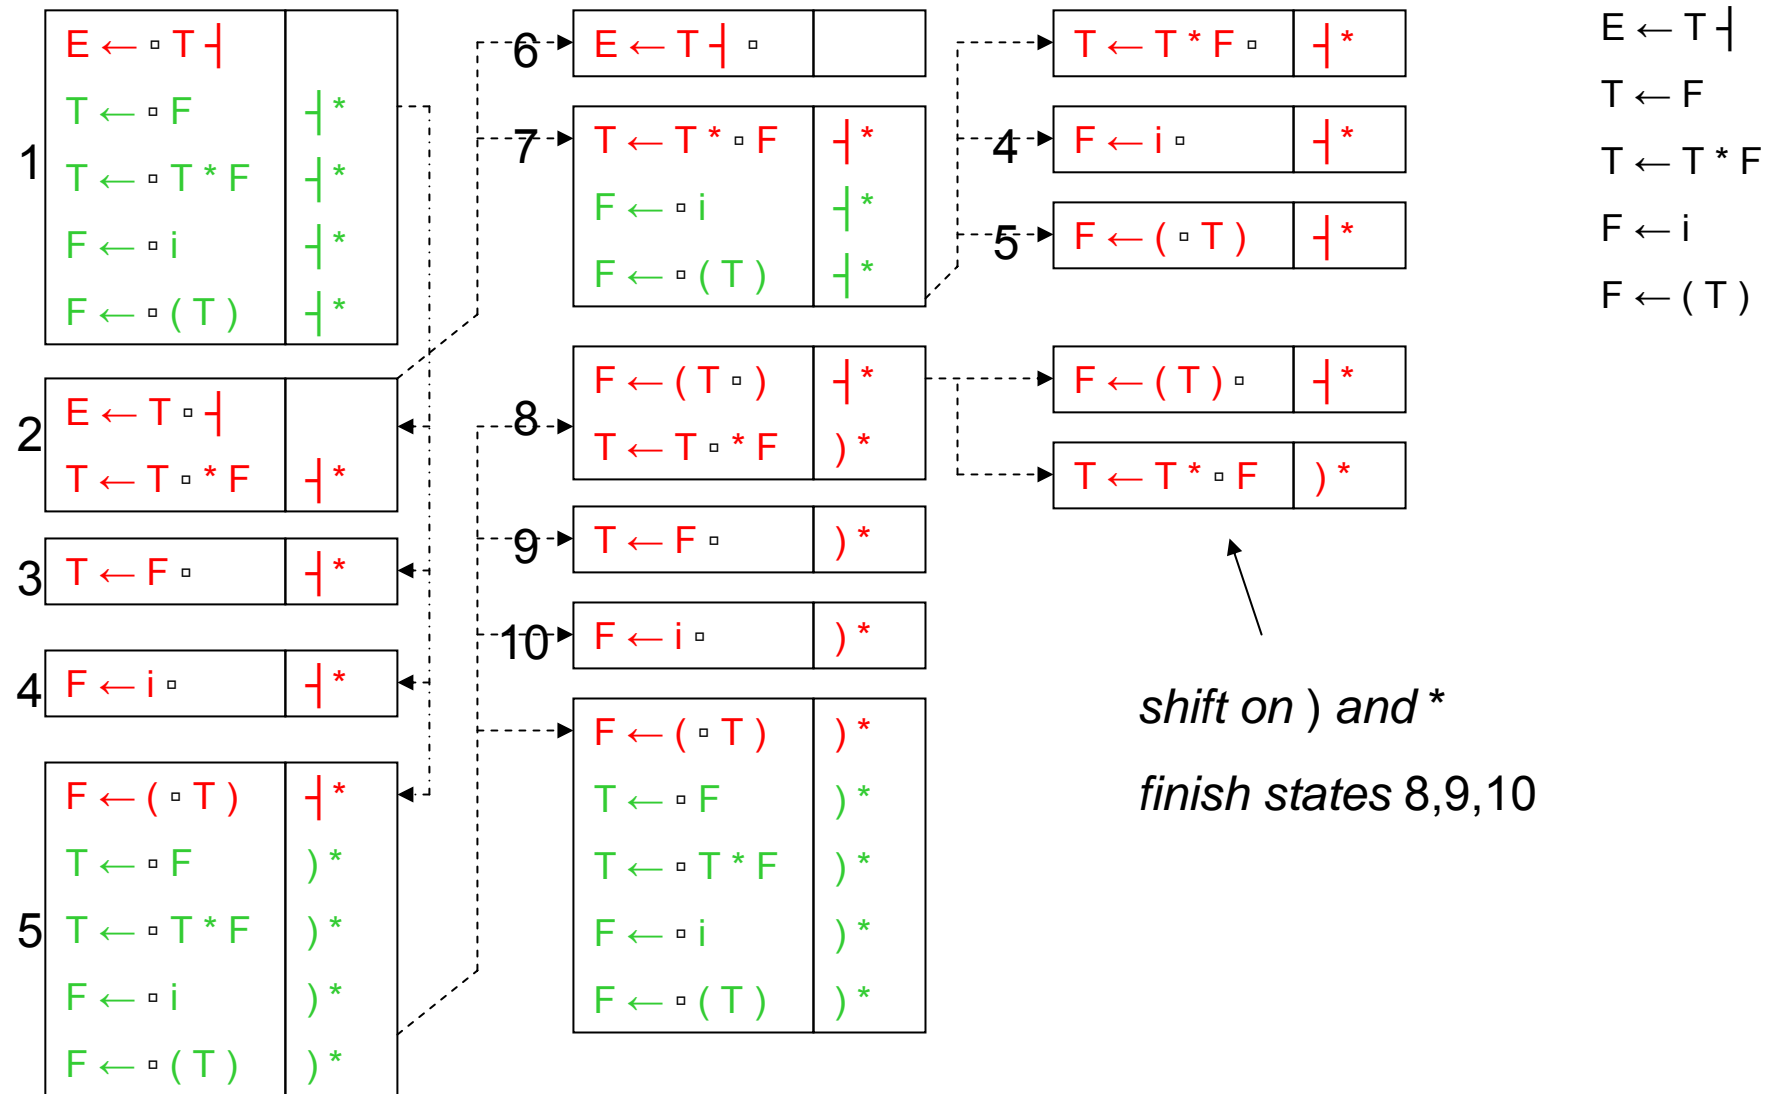 1
E ← ▫ T ┤
T ← ▫ F ┤*
T ← ▫ T * F ┤*
F ← ▫ i ┤*
F ← ▫ ( T ) ┤*
2
E ← T ▫ ┤
T ← T ▫ * F ┤*
3
T ← F ▫ ┤*
4
F ← i ▫ ┤*
5
F ← ( ▫ T ) ┤*
T ← ▫ F ) *
T ← ▫ T * F ) *
F ← ▫ i ) *
F ← ▫ ( T ) ) *
6
E ← T ┤ ▫
7
T ← T * ▫ F ┤*
F ← ▫ i ┤*
F ← ▫ ( T ) ┤*
8
F ← ( T ▫ ) ┤*
T ← T ▫ * F ) *
9
T ← F ▫ ) *
10
F ← i ▫ ) *
F ← ( ▫ T ) ) *
T ← ▫ F ) *
T ← ▫ T * F ) *
F ← ▫ i ) *
F ← ▫ ( T ) ) *
T ← T * F ▫ ┤*
4
F ← i ▫ ┤*
5
F ← ( ▫ T ) ┤*
F ← ( T ) ▫ ┤*
T ← T * ▫ F ) *
shift on ) and *
finish states 8,9,10
E ← T ┤
T ← F
T ← T * F
F ← i
F ← ( T )